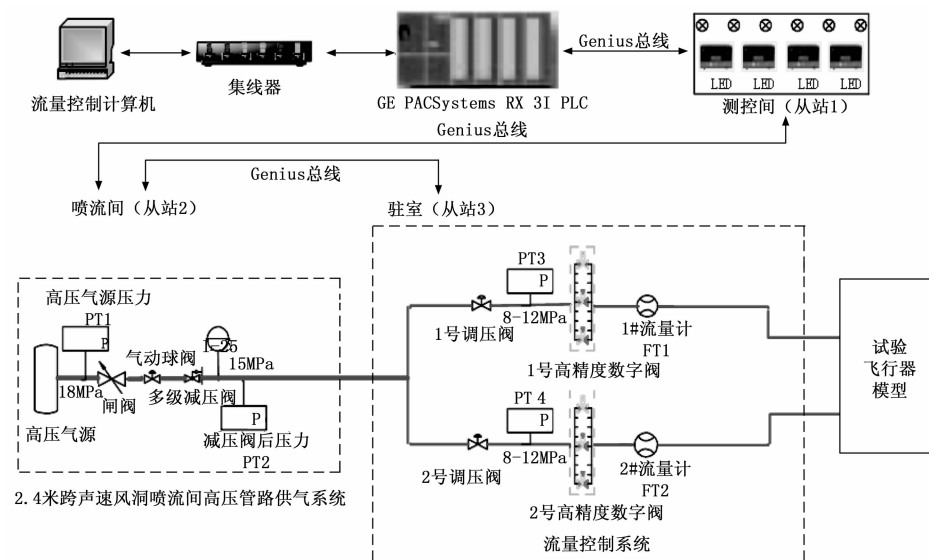 流量控制计算机
集线器
GE PACSystems RX 3I PLC
Genius总线
LED LED LED LED
测控间（从站1）
Genius总线
Genius总线
喷流间（从站2）
驻室（从站3）
高压气源压力
PT1
P
18MPa
闸阀
高压气源
气动球阀
多级减压阀
15MPa
P
减压阀后压力
PT2
2.4米跨声速风洞喷流间高压管路供气系统
PT3
P
8-12MPa
1号调压阀
1号高精度数字阀
1#流量计
FT1
PT 4
P
8-12MPa
2号调压阀
2号高精度数字阀
2#流量计
FT2
流量控制系统
试验
飞行器
模型